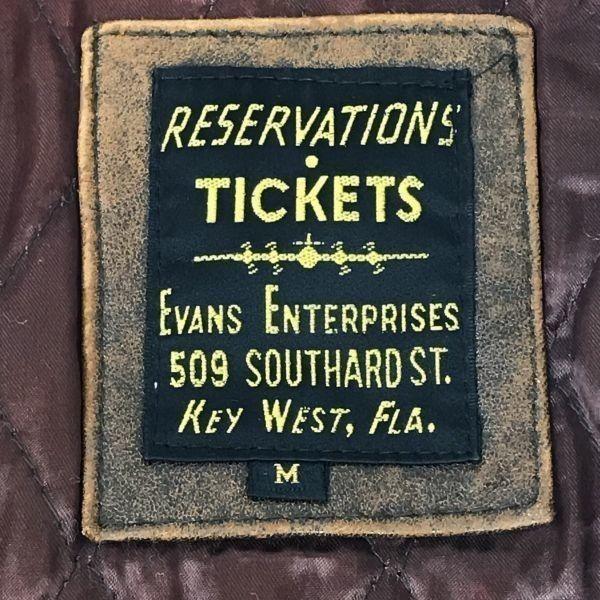 RESERVATIONS
•
TICKETS
EVANS ENTERPRISES
509 SOUTHARD ST.
KEY WEST, FLA.
M